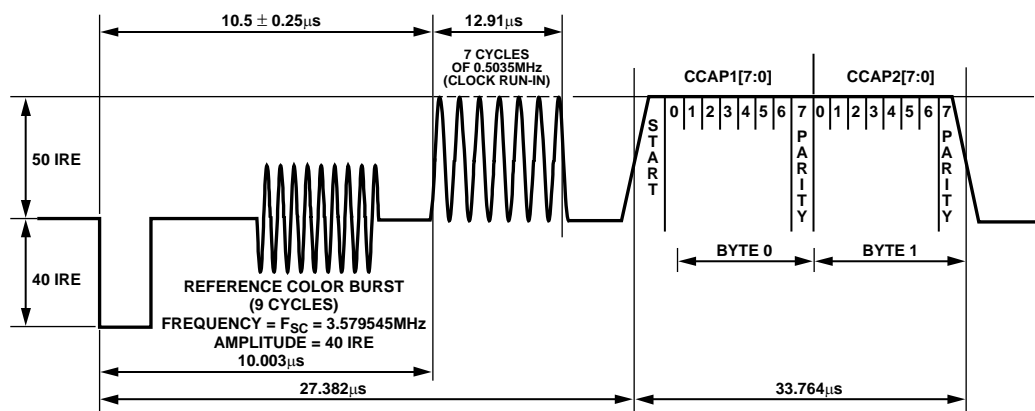 10.5 ± 0.25μs
12.91μs
7 CYCLES
OF 0.5035MHz
(CLOCK RUN-IN)
CCAP1[7:0]
CCAP2[7:0]
0 1 2 3 4 5 6 7 0 1 2 3 4 5 6 7
START
PARITY
PARITY
50 IRE
40 IRE
BYTE 0
BYTE 1
REFERENCE COLOR BURST
(9 CYCLES)
FREQUENCY = FSC = 3.579545MHz
AMPLITUDE = 40 IRE
10.003μs
27.382μs
33.764μs